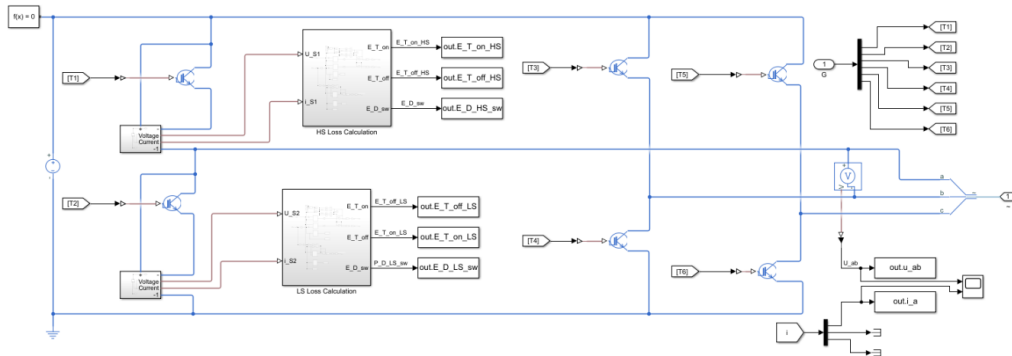 f(x) = 0
[T1]
U_S1
i_S1
E_T_on
E_T_off
E_D_sw
HS Loss Calculation
E_T_on_HS
E_T_off_HS
E_D_sw
out.E_T_on_HS
out.E_T_off_HS
out.E_D_HS_sw
Voltage
Current
-1
[T3]
[T5]
1
G
[T1]
[T2]
[T3]
[T4]
[T5]
[T6]
[T2]
U_S2
i_S2
E_T_on
E_T_off
E_D_sw
LS Loss Calculation
E_T_off_LS
E_T_on_LS
P_D_LS_sw
out.E_T_off_LS
out.E_T_on_LS
out.E_D_LS_sw
Voltage
Current
-1
[T4]
[T6]
V
a
b
c
1
~
U_ab
out.u_ab
out.i_a
i